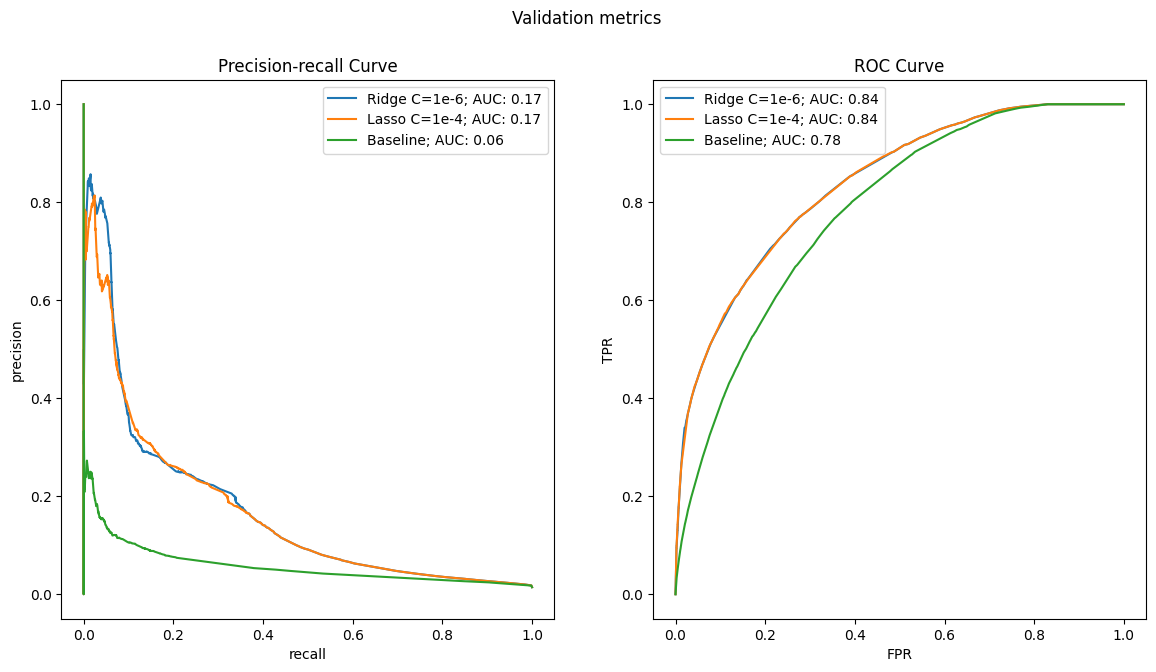 Validation metrics
Precision-recall Curve
Ridge C=1e-6; AUC: 0.17
Lasso C=1e-4; AUC: 0.17
Baseline; AUC: 0.06
1.0
0.8
0.6
0.4
0.2
0.0
precision
0.0 0.2 0.4 0.6 0.8 1.0
recall
ROC Curve
Ridge C=1e-6; AUC: 0.84
Lasso C=1e-4; AUC: 0.84
Baseline; AUC: 0.78
1.0
0.8
0.6
0.4
0.2
0.0
TPR
0.0 0.2 0.4 0.6 0.8 1.0
FPR